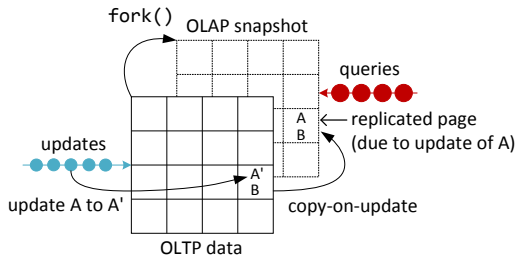 fork()
OLAP snapshot
queries
A
B
replicated page
(due to update of A)
updates
A'
B
update A to A'
copy-on-update
OLTP data